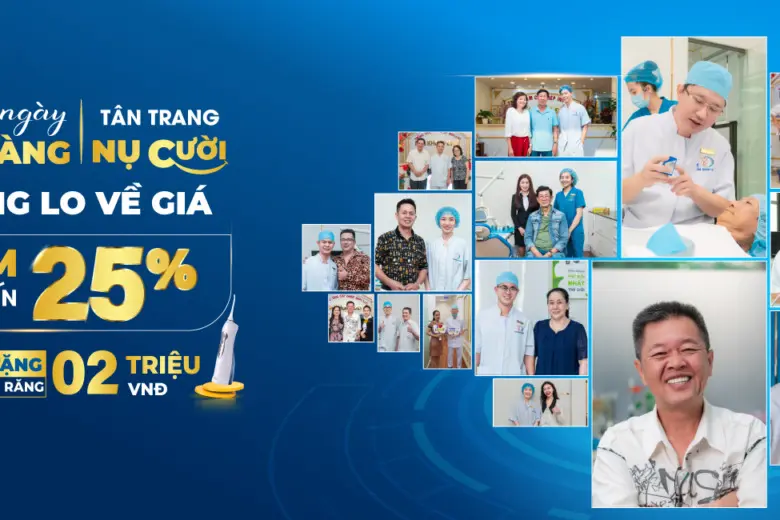 ngày
ÀNG
TÂN TRANG
NỤ CƯỜI
NG LO VỀ GIÁ
M
25%
ẶNG
RĂNG
02 TRIỆU
VNĐ